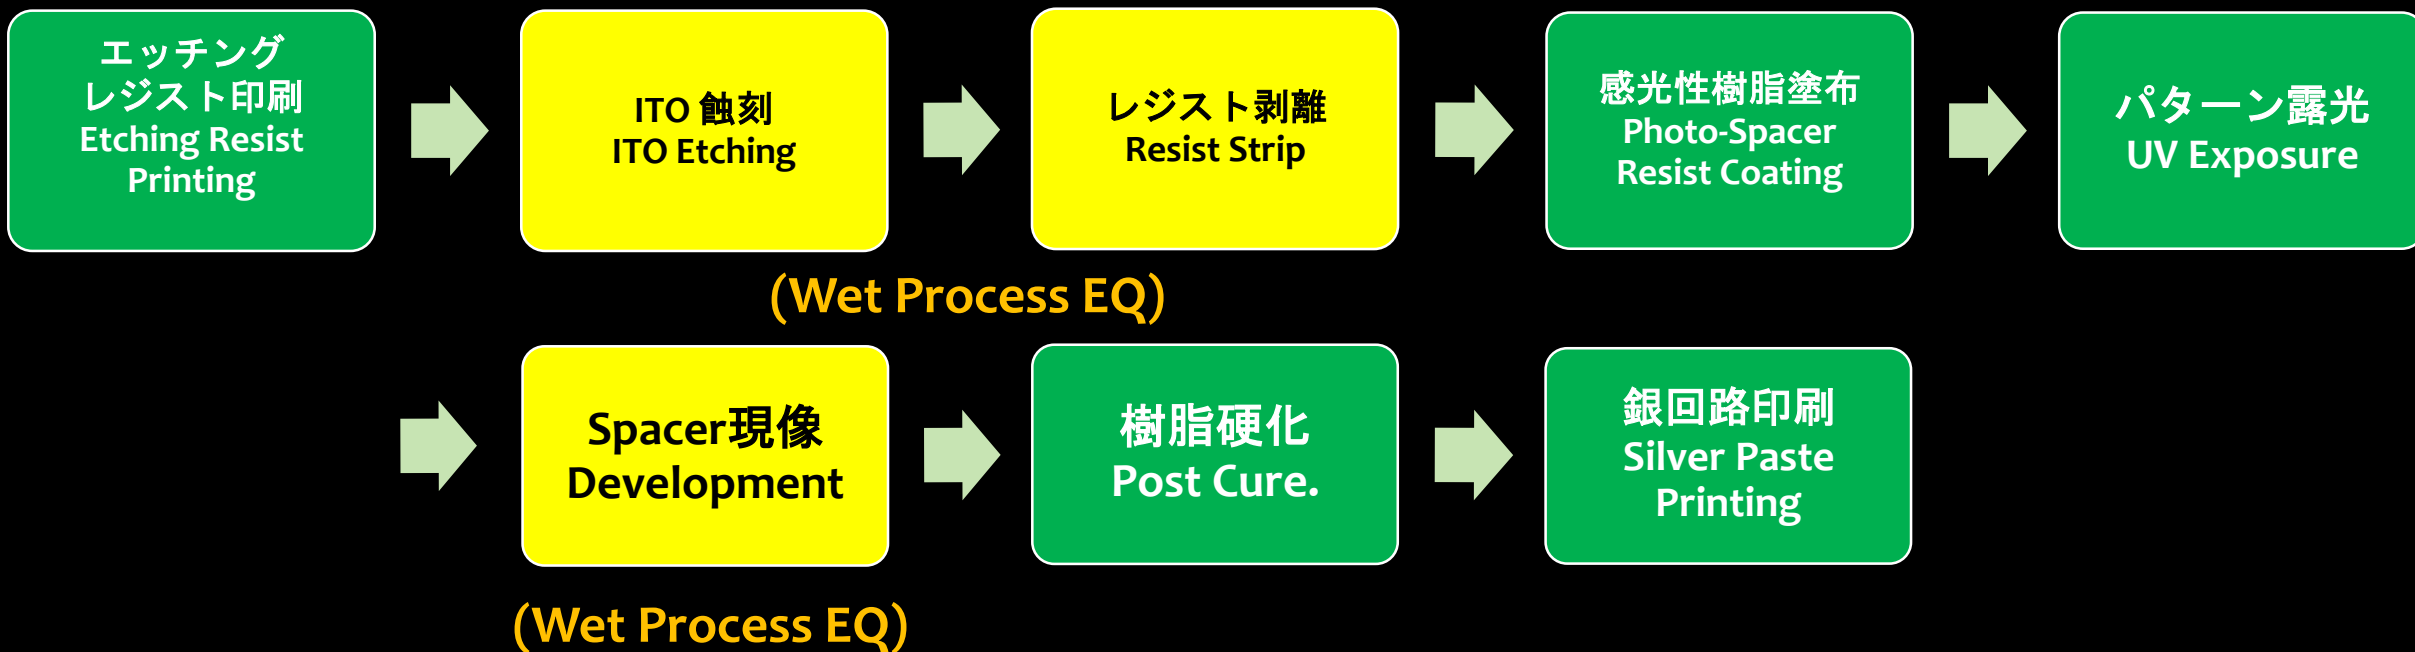 エッチング
レジスト印刷
Etching Resist
Printing
ITO 蝕刻
ITO Etching
レジスト剥離
Resist Strip
感光性樹脂塗布
Photo-Spacer
Resist Coating
パターン露光
UV Exposure
(Wet Process EQ)
Spacer現像
Development
樹脂硬化
Post Cure.
銀回路印刷
Silver Paste
Printing
(Wet Process EQ)